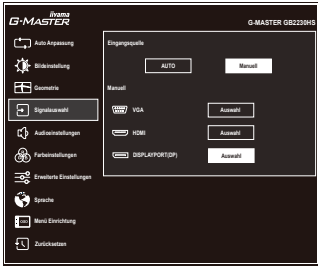 iiyama
G-MASTER
G-MASTER GB2230HS
Auto Anpassung
Bildeinstellung
Geometrie
Signalauswahl
Audioeinstellungen
Farbeinstellungen
Erweiterte Einstellungen
Sprache
OSD
Menü Einrichtung
Zurücksetzen
Eingangsquelle
AUTO
Manuell
Manuell
VGA
Auswahl
HDMI
Auswahl
DISPLAYPORT(DP)
Auswahl